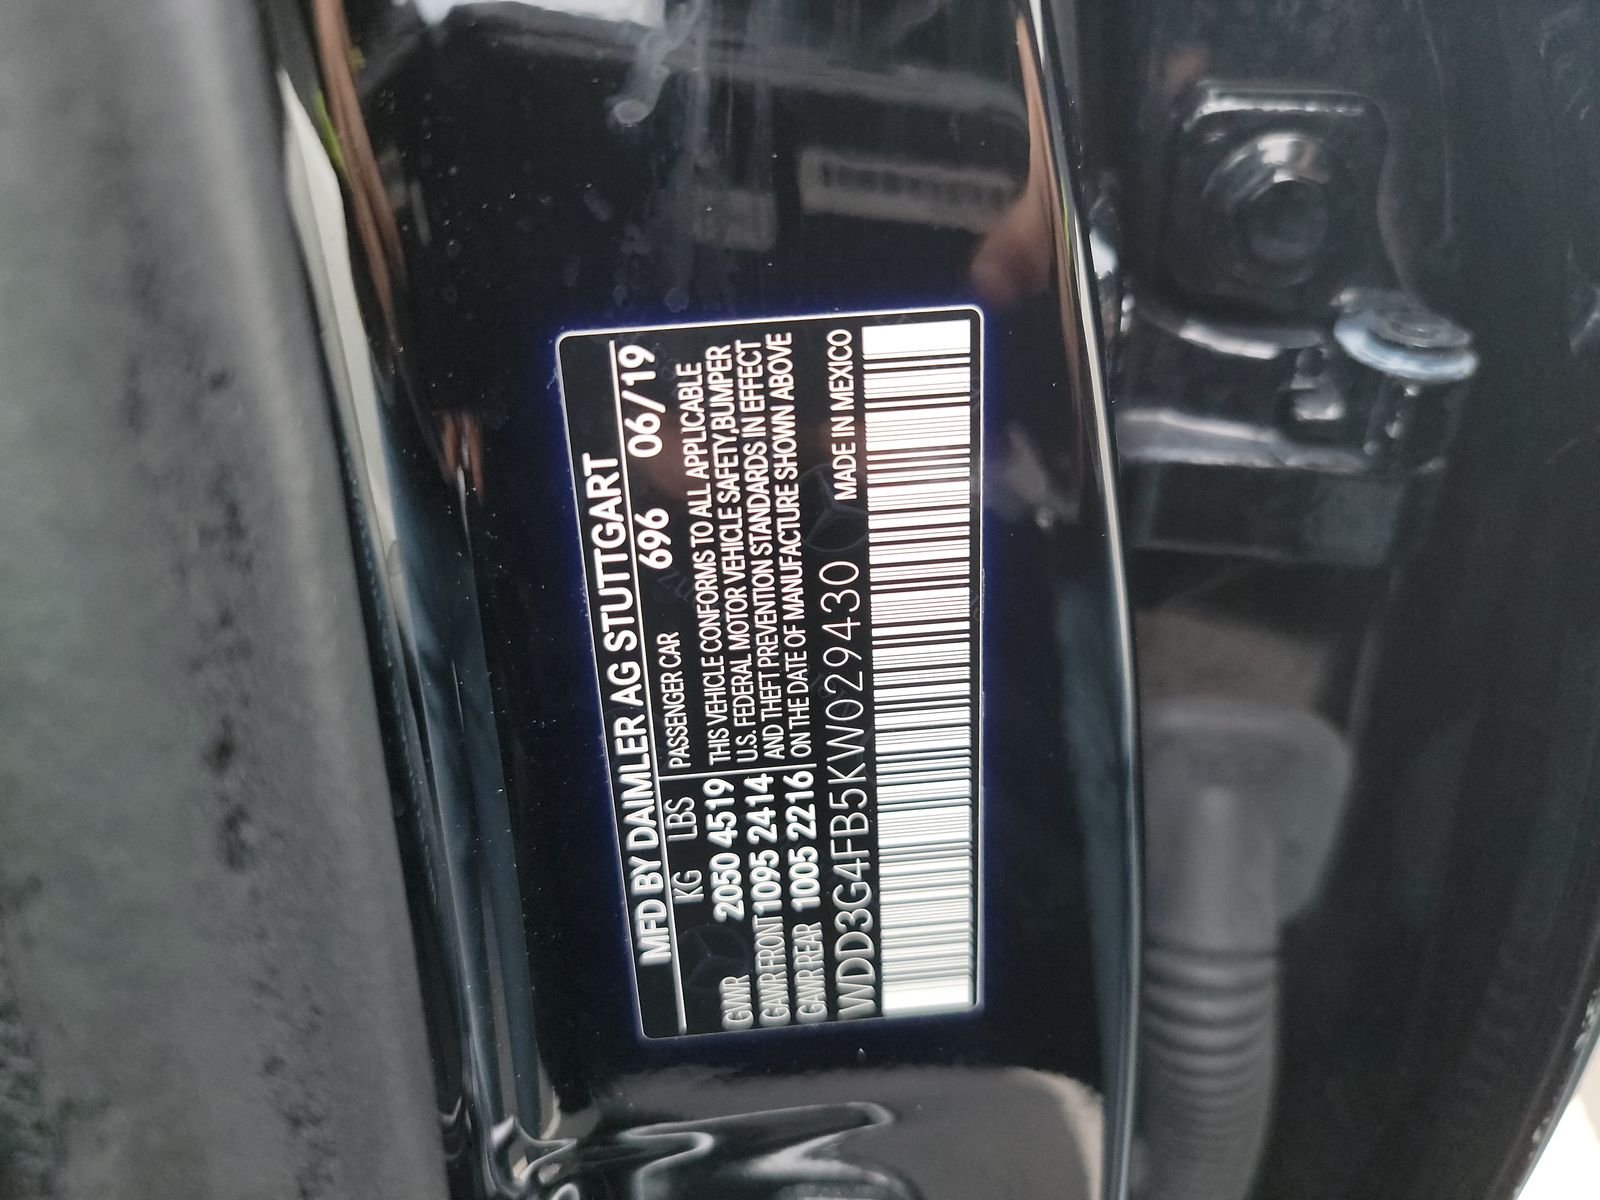 MFD BY DAIMLER AG STUTTGART
KG LBS 696 06/19
PASSENGER CAR
GVWR 2050 4519 THIS VEHICLE CONFORMS TO ALL APPLICABLE
U.S. FEDERAL MOTOR VEHICLE SAFETY,BUMPER
GAWR FRONT 1095 2414 AND THEFT PREVENTION STANDARDS IN EFFECT
GAWR REAR 1005 2216 ON THE DATE OF MANUFACTURE SHOWN ABOVE
WDD3G4FB5KW029430 MADE IN MEXICO